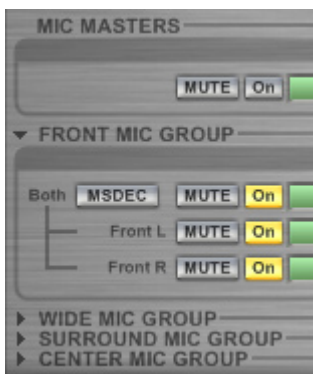 MIC MASTERS
MUTE On
FRONT MIC GROUP
Both MSDEC MUTE On
Front L MUTE On
Front R MUTE On
WIDE MIC GROUP
SURROUND MIC GROUP
CENTER MIC GROUP